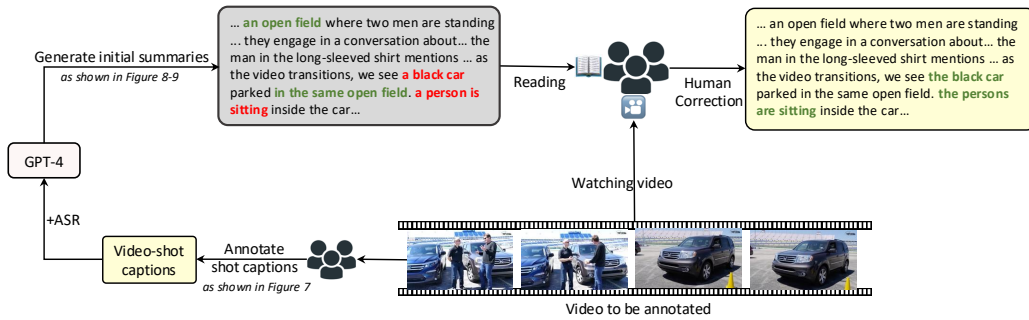 Generate initial summaries
as shown in Figure 8-9
… an open field where two men are standing
... they engage in a conversation about… the
man in the long-sleeved shirt mentions … as
the video transitions, we see a black car
parked in the same open field. a person is
sitting inside the car…
Reading
Human
Correction
… an open field where two men are standing
... they engage in a conversation about… the
man in the long-sleeved shirt mentions … as
the video transitions, we see the black car
parked in the same open field. the persons
are sitting inside the car…
GPT-4
+ASR
Video-shot
captions
Annotate
shot captions
as shown in Figure 7
Watching video
Video to be annotated